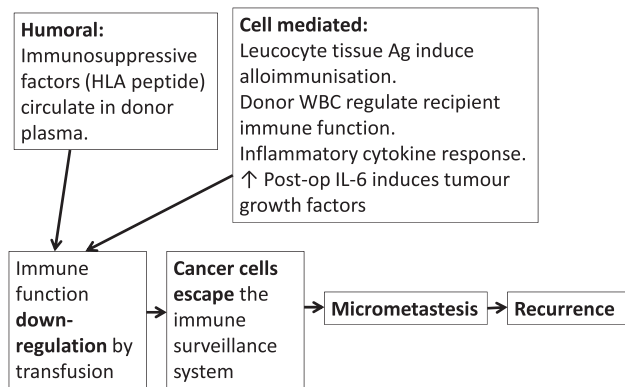 Humoral:
Immunosuppressive
factors (HLA peptide)
circulate in donor
plasma.
Cell mediated:
Leucocyte tissue Ag induce
alloimmunisation.
Donor WBC regulate recipient
immune function.
Inflammatory cytokine response.
↑ Post-op IL-6 induces tumour
growth factors
Immune
function
down-
regulation by
transfusion
Cancer cells
escape the
immune
surveillance
system
Micrometastesis
Recurrence